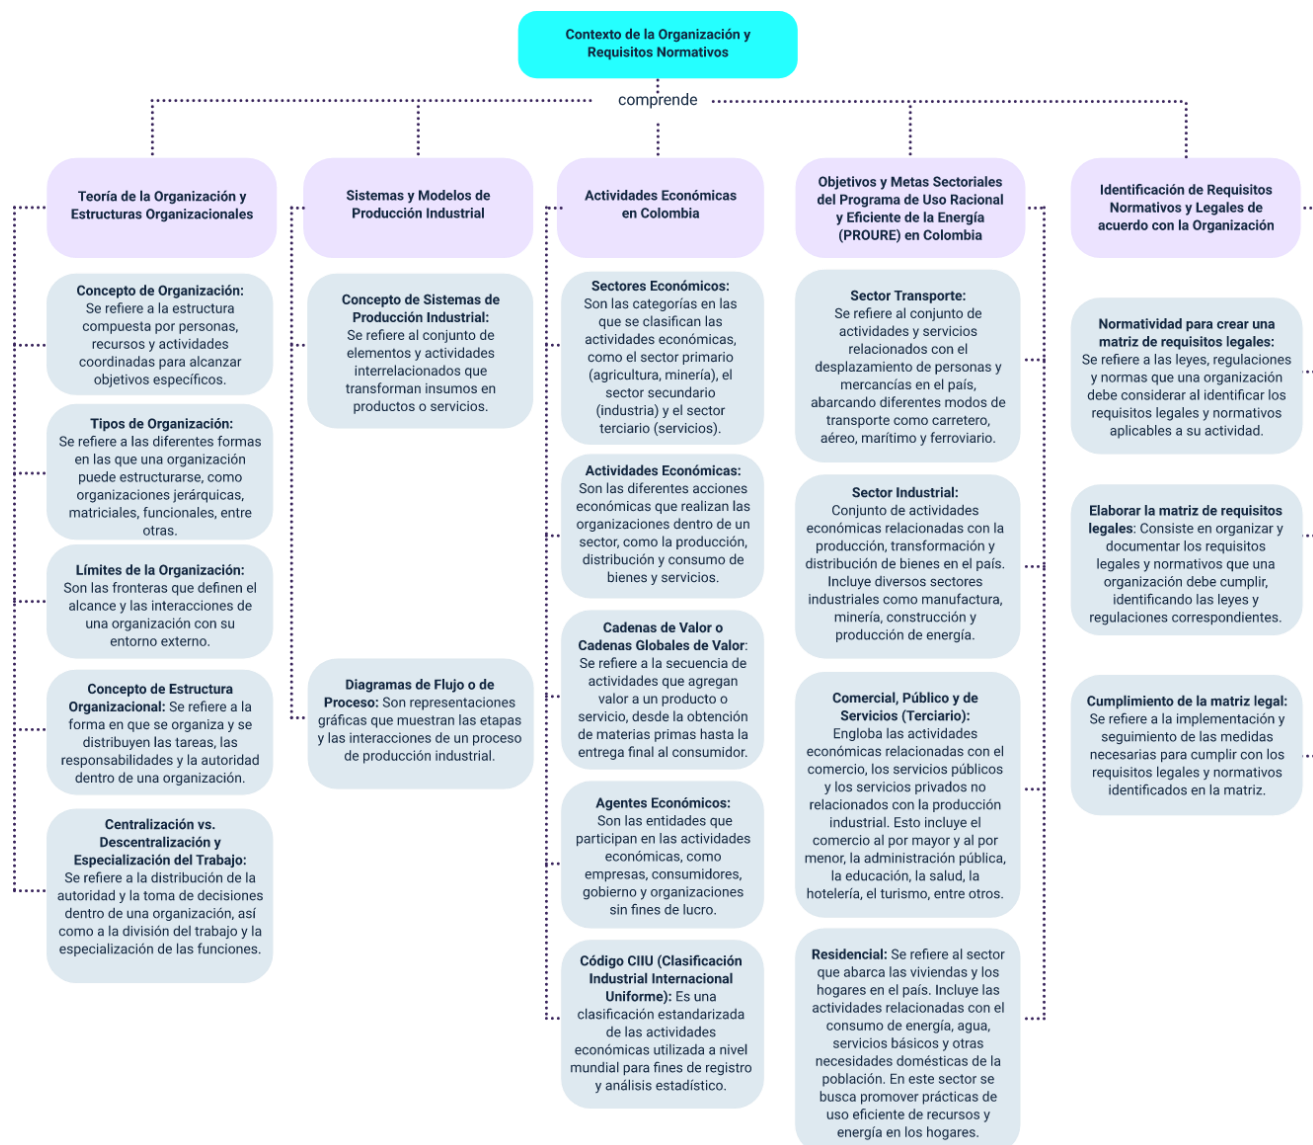 Contexto de la Organización y
Requisitos Normativos
comprende
Teoría de la Organización y
Estructuras Organizacionales
Concepto de Organización:
Se refiere a la estructura
compuesta por personas,
recursos y actividades
coordinadas para alcanzar
objetivos específicos.
Tipos de Organización:
Se refiere a las diferentes formas
en las que una organización
puede estructurarse, como
organizaciones jerárquicas,
matriciales, funcionales, entre
otras.
Límites de la Organización:
Son las fronteras que definen el
alcance y las interacciones de
una organización con su
entorno externo.
Concepto de Estructura
Organizacional: Se refiere a la
forma en que se organiza y se
distribuyen las tareas, las
responsabilidades y la autoridad
dentro de una organización.
Centralización vs.
Descentralización y
Especialización del Trabajo:
Se refiere a la distribución de la
autoridad y la toma de decisiones
dentro de una organización, así
como a la división del trabajo y la
especialización de las funciones.
Sistemas y Modelos de
Producción Industrial
Concepto de Sistemas de
Producción Industrial:
Se refiere al conjunto de
elementos y actividades
interrelacionados que
transforman insumos en
productos o servicios.
Diagramas de Flujo o de
Proceso: Son representaciones
gráficas que muestran las etapas
y las interacciones de un proceso
de producción industrial.
Actividades Económicas
en Colombia
Sectores Económicos:
Son las categorías en las
que se clasifican las
actividades económicas,
como el sector primario
(agricultura, minería), el
sector secundario
(industria) y el sector
terciario (servicios).
Actividades Económicas:
Son las diferentes acciones
económicas que realizan las
organizaciones dentro de un
sector, como la producción,
distribución y consumo de
bienes y servicios.
Cadenas de Valor o
Cadenas Globales de Valor:
Se refiere a la secuencia de
actividades que agregan
valor a un producto o
servicio, desde la obtención
de materias primas hasta la
entrega final al consumidor.
Agentes Económicos:
Son las entidades que
participan en las actividades
económicas, como
empresas, consumidores,
gobierno y organizaciones
sin fines de lucro.
Código CIIU (Clasificación
Industrial Internacional
Uniforme): Es una
clasificación estandarizada
de las actividades
económicas utilizada a nivel
mundial para fines de registro
y análisis estadístico.
Objetivos y Metas Sectoriales
del Programa de Uso Racional
y Eficiente de la Energía
(PROURE) en Colombia
Sector Transporte:
Se refiere al conjunto de
actividades y servicios
relacionados con el
desplazamiento de personas y
mercancías en el país,
abarcando diferentes modos de
transporte como carretero,
aéreo, marítimo y ferroviario.
Sector Industrial:
Conjunto de actividades
económicas relacionadas con la
producción, transformación y
distribución de bienes en el país.
Incluye diversos sectores
industriales como manufactura,
minería, construcción y
producción de energía.
Comercial, Público y de
Servicios (Terciario):
Engloba las actividades
económicas relacionadas con el
comercio, los servicios públicos
y los servicios privados no
relacionados con la producción
industrial. Esto incluye el
comercio al por mayor y al por
menor, la administración pública,
la educación, la salud, la
hotelería, el turismo, entre otros.
Residencial: Se refiere al sector
que abarca las viviendas y los
hogares en el país. Incluye las
actividades relacionadas con el
consumo de energía, agua,
servicios básicos y otras
necesidades domésticas de la
población. En este sector se
busca promover prácticas de
uso eficiente de recursos y
energía en los hogares.
Identificación de Requisitos
Normativos y Legales de
acuerdo con la Organización
Normatividad para crear una
matriz de requisitos legales:
Se refiere a las leyes, regulaciones
y normas que una organización
debe considerar al identificar los
requisitos legales y normativos
aplicables a su actividad.
Elaborar la matriz de requisitos
legales: Consiste en organizar y
documentar los requisitos
legales y normativos que una
organización debe cumplir,
identificando las leyes y
regulaciones correspondientes.
Cumplimiento de la matriz legal:
Se refiere a la implementación y
seguimiento de las medidas
necesarias para cumplir con los
requisitos legales y normativos
identificados en la matriz.